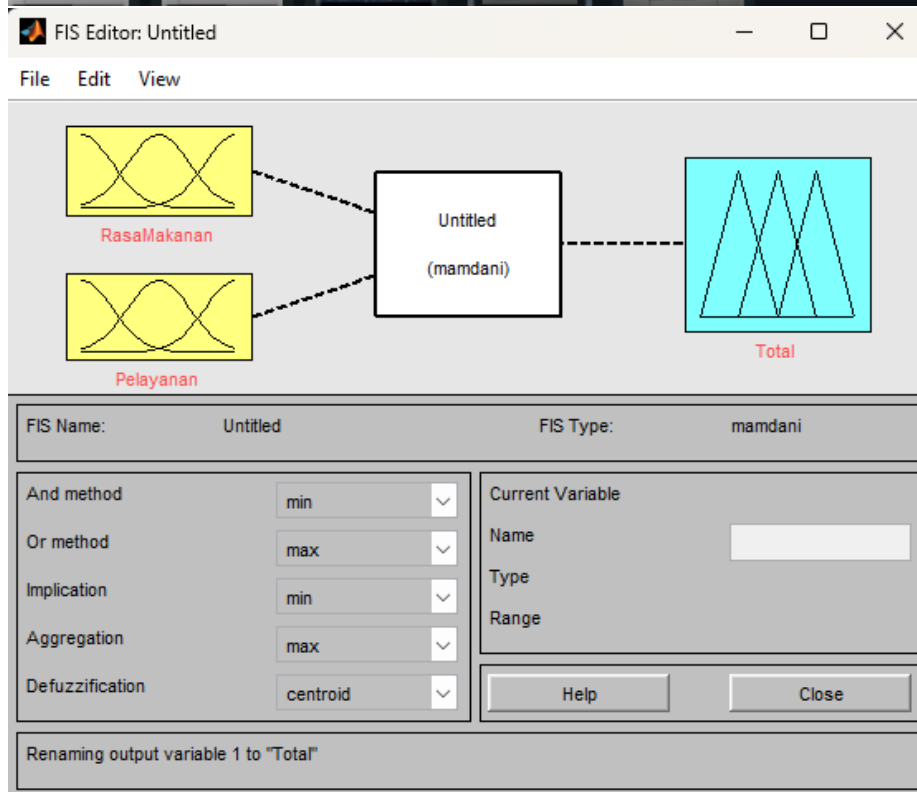 FIS Editor: Untitled
File Edit View
RasaMakanan
Pelayanan
Untitled
(mamdani)
Total
FIS Name: Untitled FIS Type: mamdani
And method min
Or method max
Implication min
Aggregation max
Defuzzification centroid
Current Variable
Name
Type
Range
Help Close
Renaming output variable 1 to "Total"